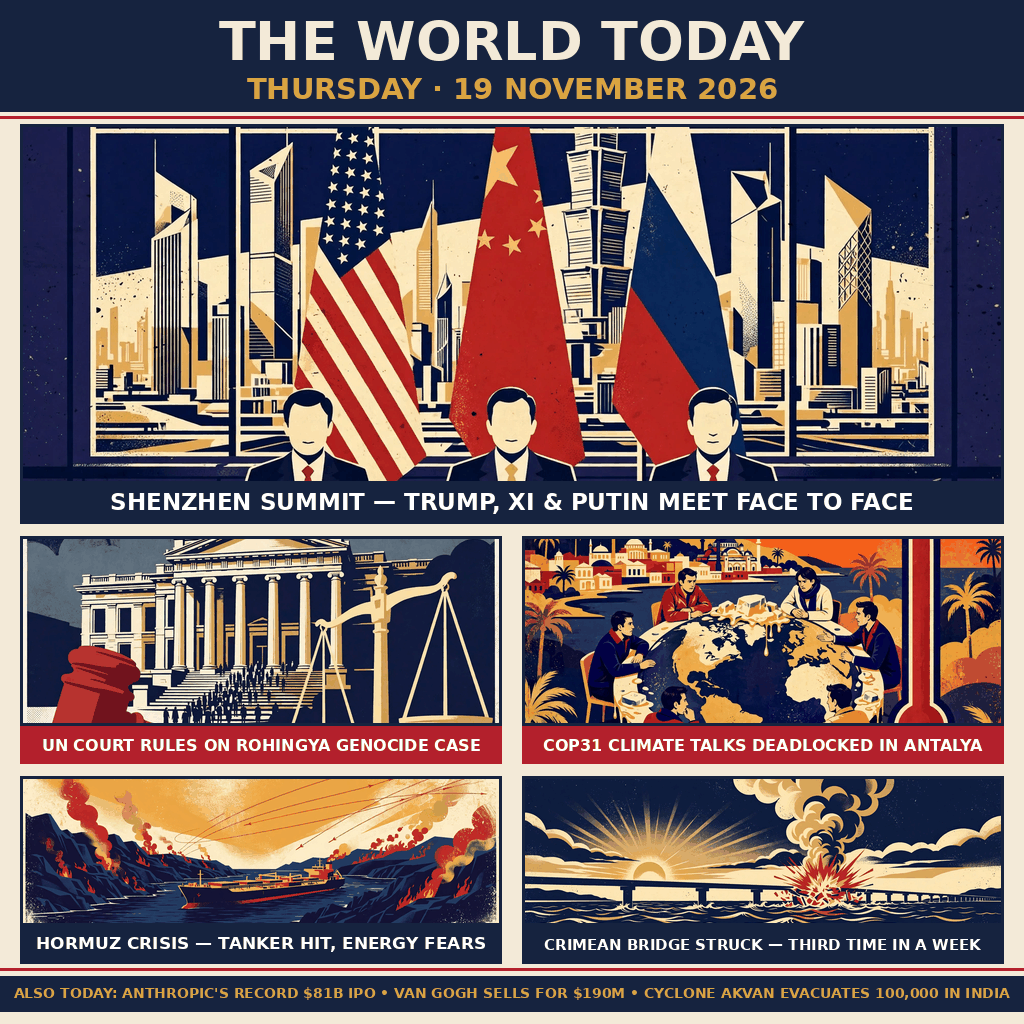 THE WORLD TODAY
THURSDAY · 19 NOVEMBER 2026
SHENZHEN SUMMIT — TRUMP, XI & PUTIN MEET FACE TO FACE
UN COURT RULES ON ROHINGYA GENOCIDE CASE
COP31 CLIMATE TALKS DEADLOCKED IN ANTALYA
HORMUZ CRISIS — TANKER HIT, ENERGY FEARS
CRIMEAN BRIDGE STRUCK — THIRD TIME IN A WEEK
ALSO TODAY: ANTHROPIC'S RECORD $81B IPO • VAN GOGH SELLS FOR $190M • CYCLONE AKVAN EVACUATES 100,000 IN INDIA